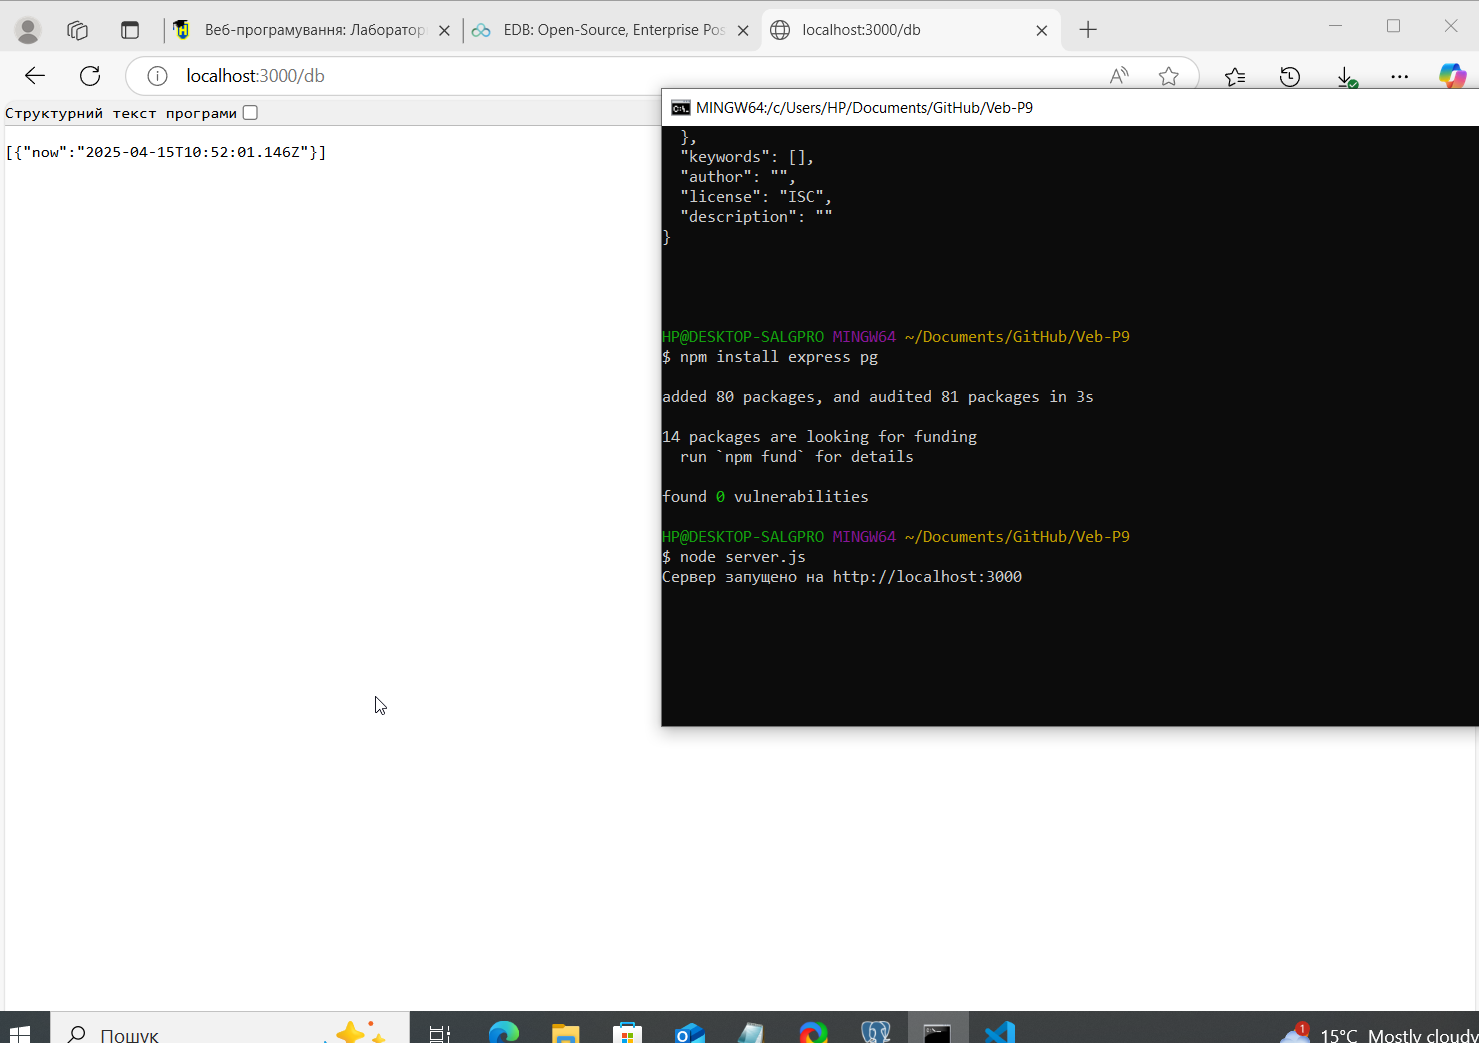 Веб-програмування: Лаборатор
EDB: Open-Source, Enterprise Pos
localhost:3000/db
localhost:3000/db
Структурний текст програми
[{"now":"2025-04-15T10:52:01.146Z"}]
MINGW64:/c/Users/HP/Documents/GitHub/Veb-P9
},
"keywords": [],
"author": "",
"license": "ISC",
"description": ""
}
HP@DESKTOP-SALGPRO MINGW64 ~/Documents/GitHub/Veb-P9
$ npm install express pg
added 80 packages, and audited 81 packages in 3s
14 packages are looking for funding
run `npm fund` for details
found 0 vulnerabilities
HP@DESKTOP-SALGPRO MINGW64 ~/Documents/GitHub/Veb-P9
$ node server.js
Сервер запущено на http://localhost:3000
Пошук
1
15°C Mostly cloudy